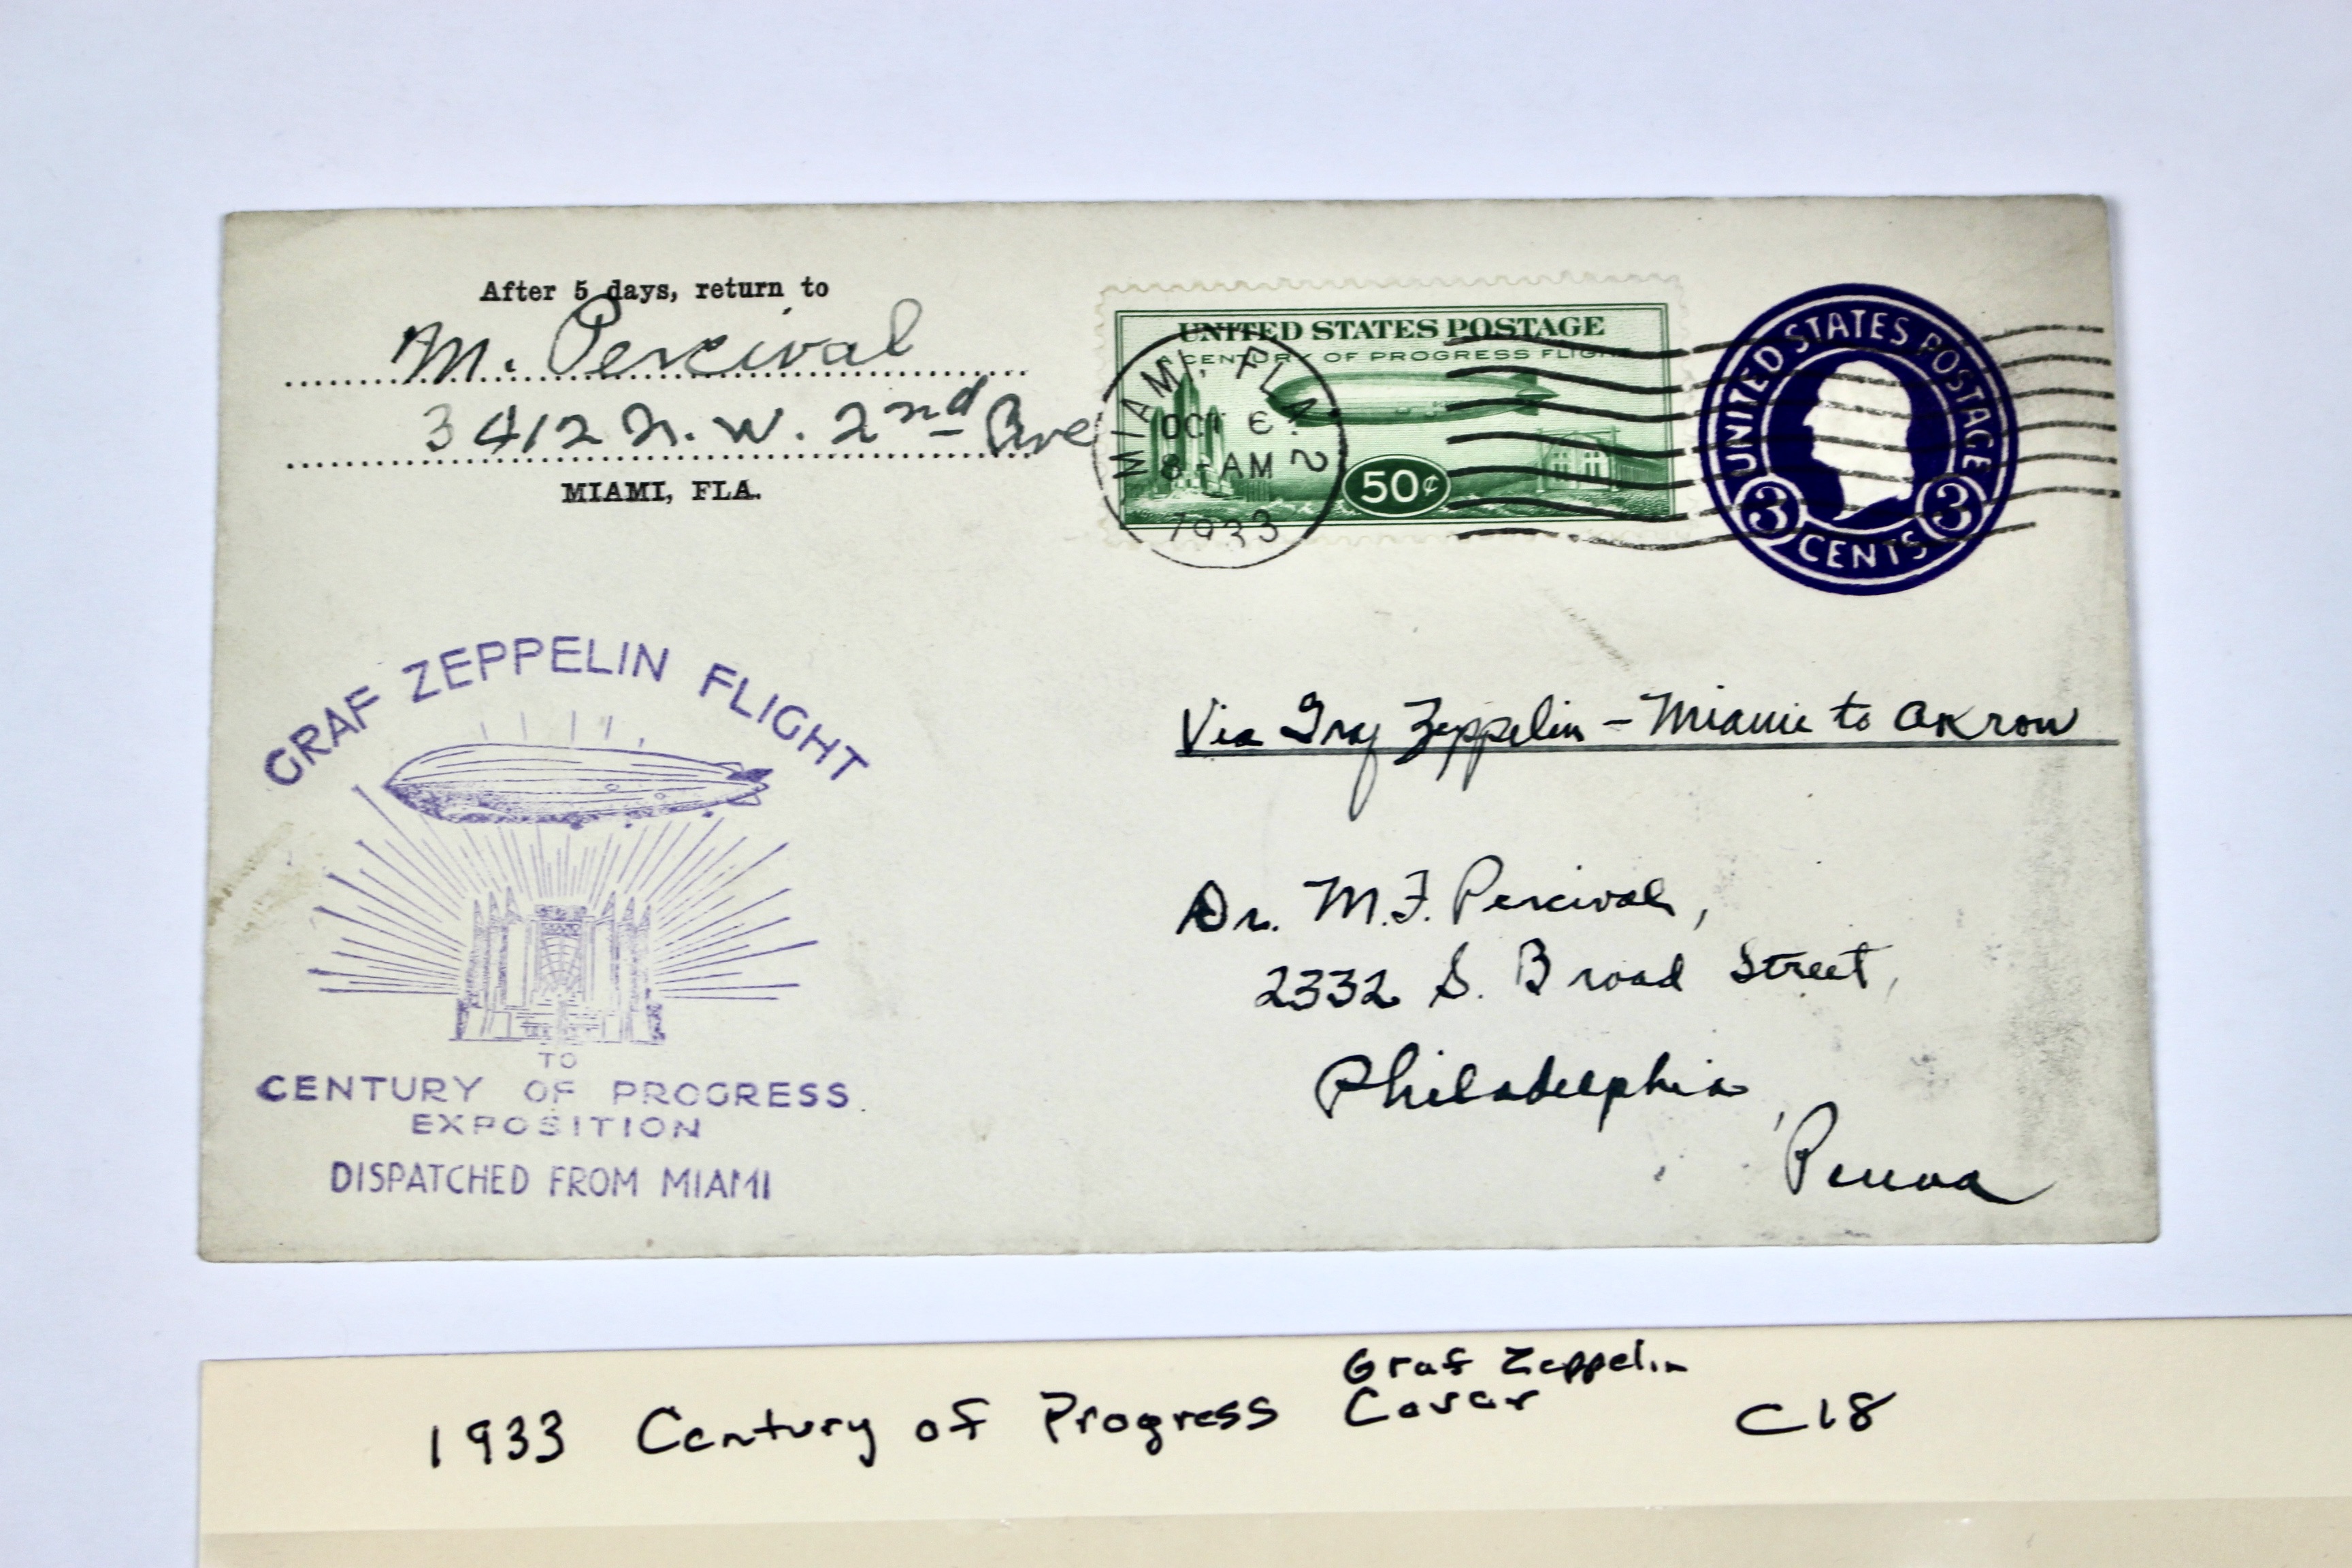 After 5 days, return to
M. Percival
3412 N. W. 2nd Ave
MIAMI, FLA.
UNITED STATES POSTAGE
A CENTURY OF PROGRESS FLIGHT
50¢
MIAMI, FLA. 2
OCT 6
8 - AM
1933
UNITED STATES POSTAGE
3 3
CENTS
GRAF ZEPPELIN FLIGHT
TO
CENTURY OF PROGRESS
EXPOSITION
DISPATCHED FROM MIAMI
Via Graf Zeppelin - Miami to Akron
Dr. M. F. Percival,
2332 S. Broad Street,
Philadelphia,
Penna
1933 Century of Progress Graf Zeppelin Cover C18